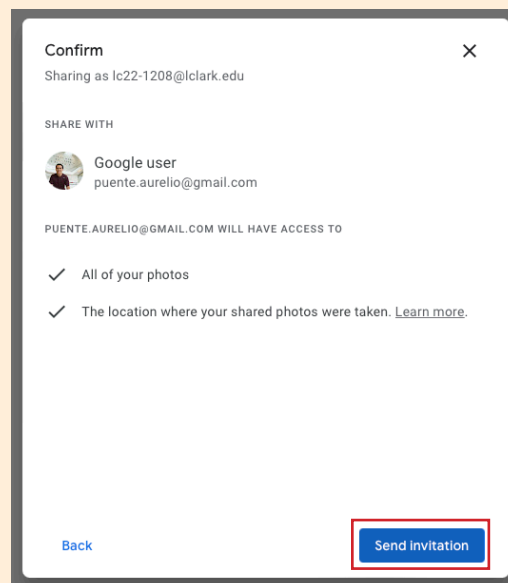 Confirm
Sharing as lc22-1208@lclark.edu
SHARE WITH
Google user
puente.aurelio@gmail.com
PUENTE.AURELIO@GMAIL.COM WILL HAVE ACCESS TO
All of your photos
The location where your shared photos were taken. Learn more.
Back
Send invitation